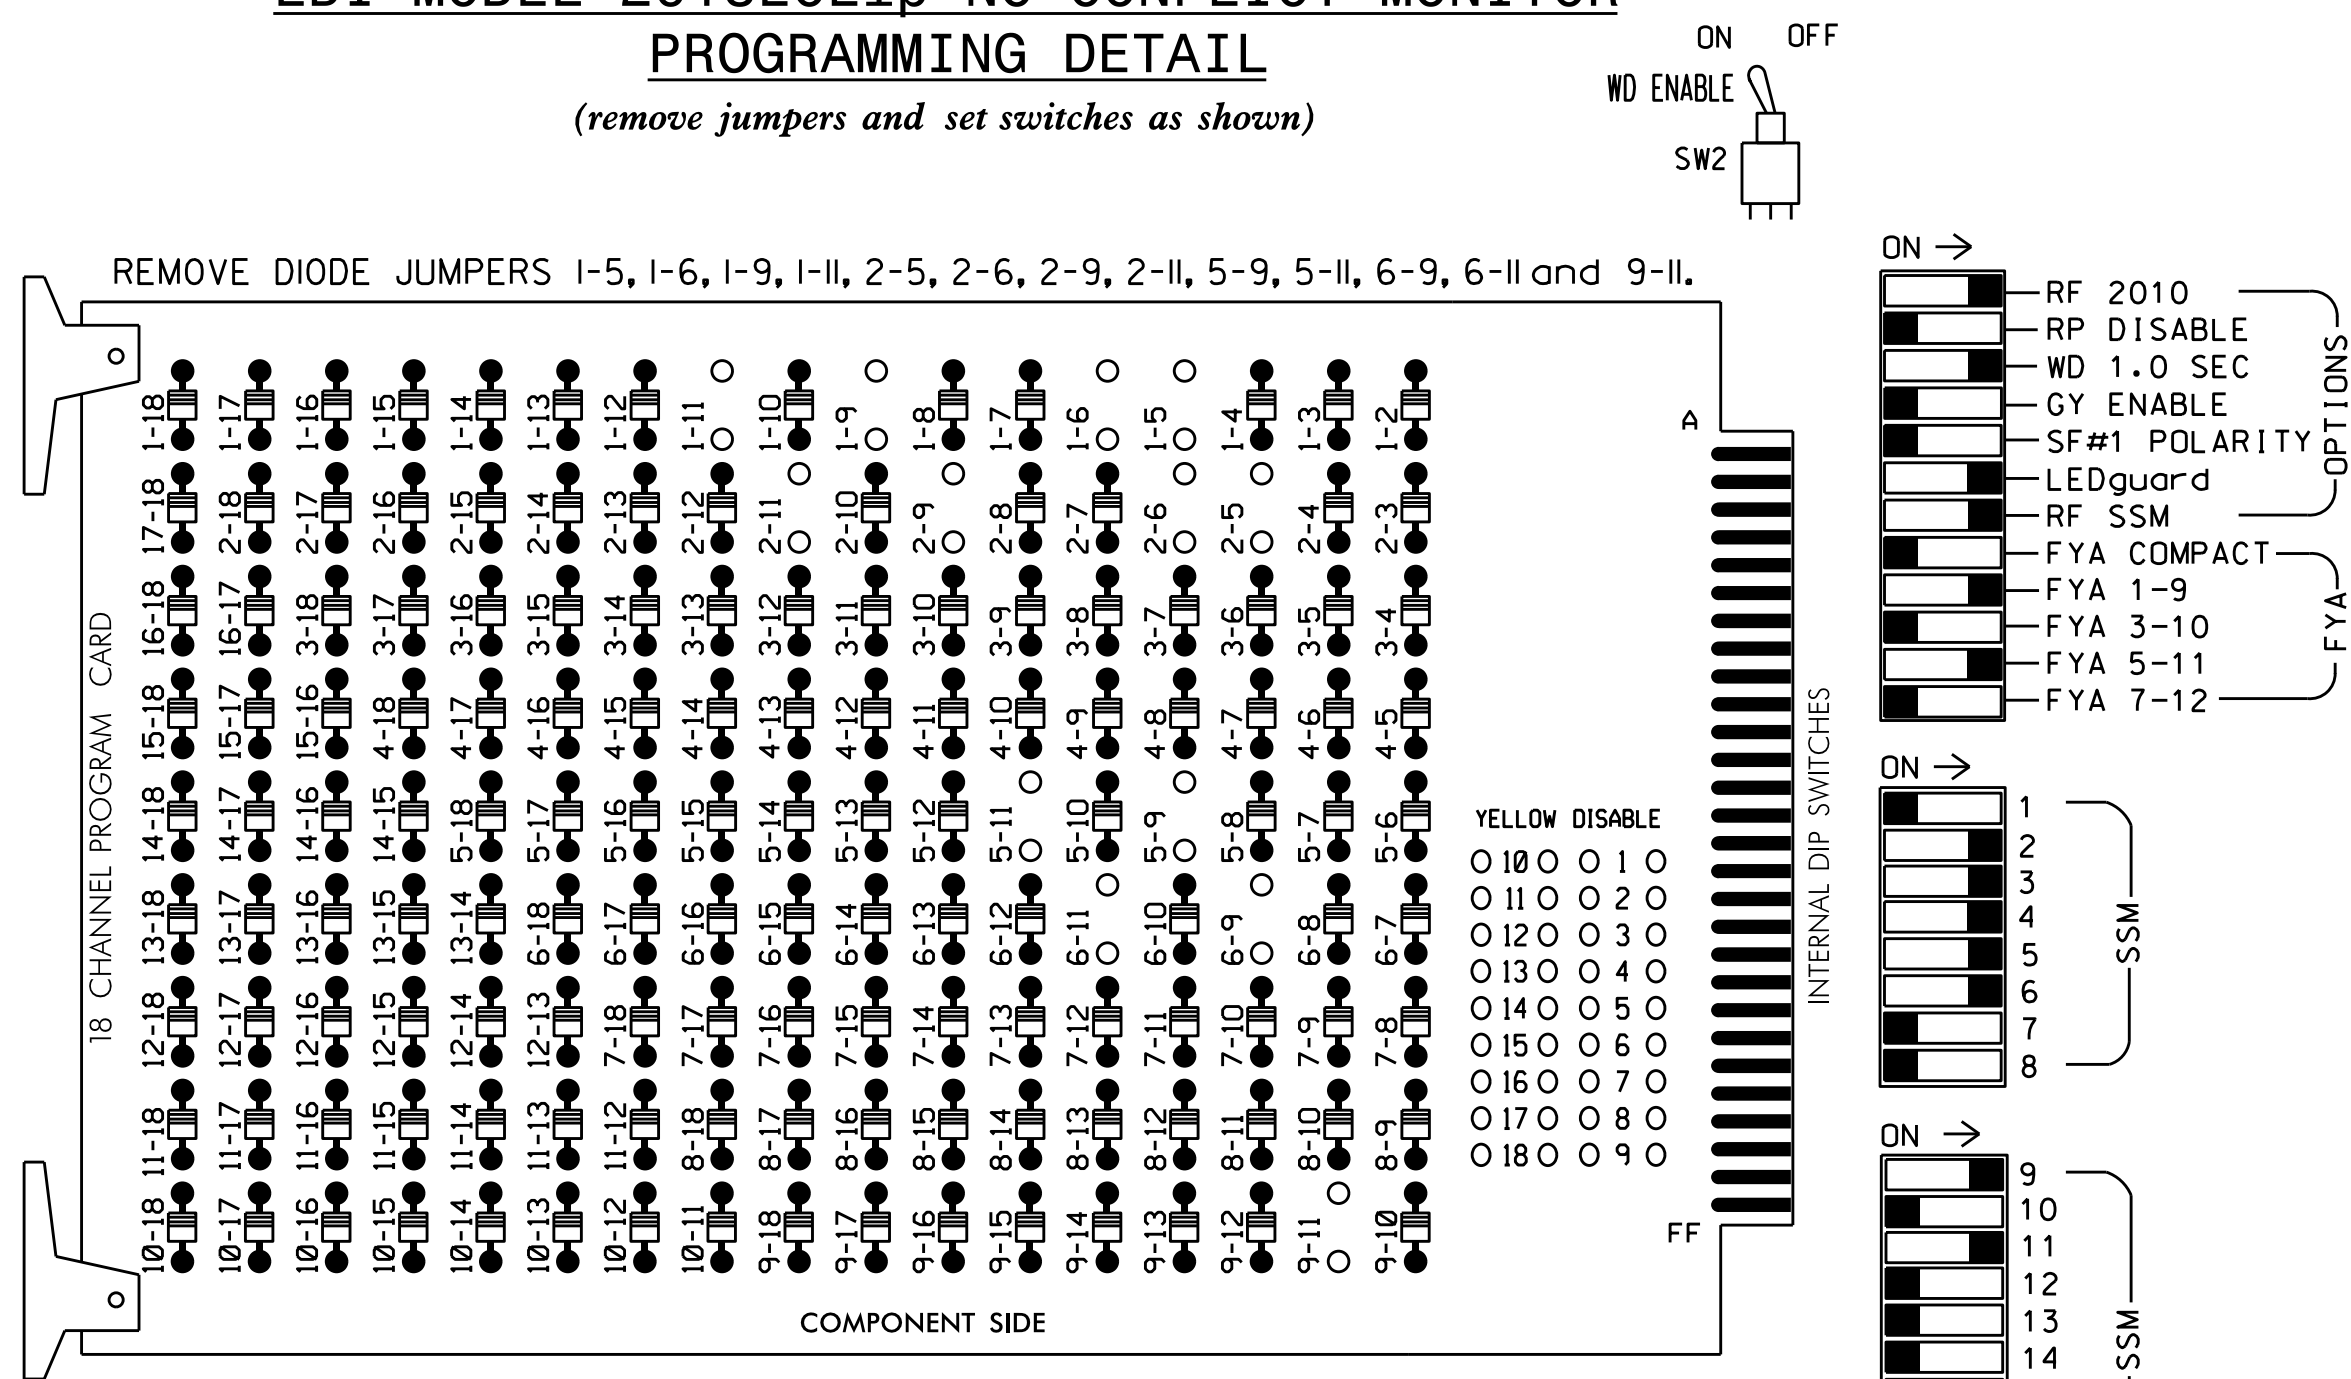 PROGRAMMING DETAIL
(remove jumpers and set switches as shown)
ON OFF
WD ENABLE
SW2
REMOVE DIODE JUMPERS 1-5, 1-6, 1-9, 1-11, 2-5, 2-6, 2-9, 2-11, 5-9, 5-11, 6-9, 6-11 and 9-11.
1-18 1-17 1-16 1-15 1-14 1-13 1-12 1-11 1-10 1-9 1-8 1-7 1-6 1-5 1-4 1-3 1-2
17-18 2-18 2-17 2-16 2-15 2-14 2-13 2-12 2-11 2-10 2-9 2-8 2-7 2-6 2-5 2-4 2-3
16-18 16-17 3-18 3-17 3-16 3-15 3-14 3-13 3-12 3-11 3-10 3-9 3-8 3-7 3-6 3-5 3-4
15-18 15-17 15-16 4-18 4-17 4-16 4-15 4-14 4-13 4-12 4-11 4-10 4-9 4-8 4-7 4-6 4-5
14-18 14-17 14-16 14-15 5-18 5-17 5-16 5-15 5-14 5-13 5-12 5-11 5-10 5-9 5-8 5-7 5-6
13-18 13-17 13-16 13-15 13-14 6-18 6-17 6-16 6-15 6-14 6-13 6-12 6-11 6-10 6-9 6-8 6-7
12-18 12-17 12-16 12-15 12-14 12-13 7-18 7-17 7-16 7-15 7-14 7-13 7-12 7-11 7-10 7-9 7-8
11-18 11-17 11-16 11-15 11-14 11-13 11-12 8-18 8-17 8-16 8-15 8-14 8-13 8-12 8-11 8-10 8-9
10-18 10-17 10-16 10-15 10-14 10-13 10-12 10-11 9-18 9-17 9-16 9-15 9-14 9-13 9-12 9-11 9-10
18 CHANNEL PROGRAM CARD
COMPONENT SIDE
YELLOW DISABLE
10 1
11 2
12 3
13 4
14 5
15 6
16 7
17 8
18 9
A
FF
INTERNAL DIP SWITCHES
ON
RF 2010
RP DISABLE
WD 1.0 SEC
GY ENABLE
SF#1 POLARITY
LEDguard
RF SSM
FYA COMPACT
FYA 1-9
FYA 3-10
FYA 5-11
FYA 7-12
OPTIONS
FYA
ON
1
2
3
4
5
6
7
8
SSM
ON
9
10
11
12
13
14
SSM